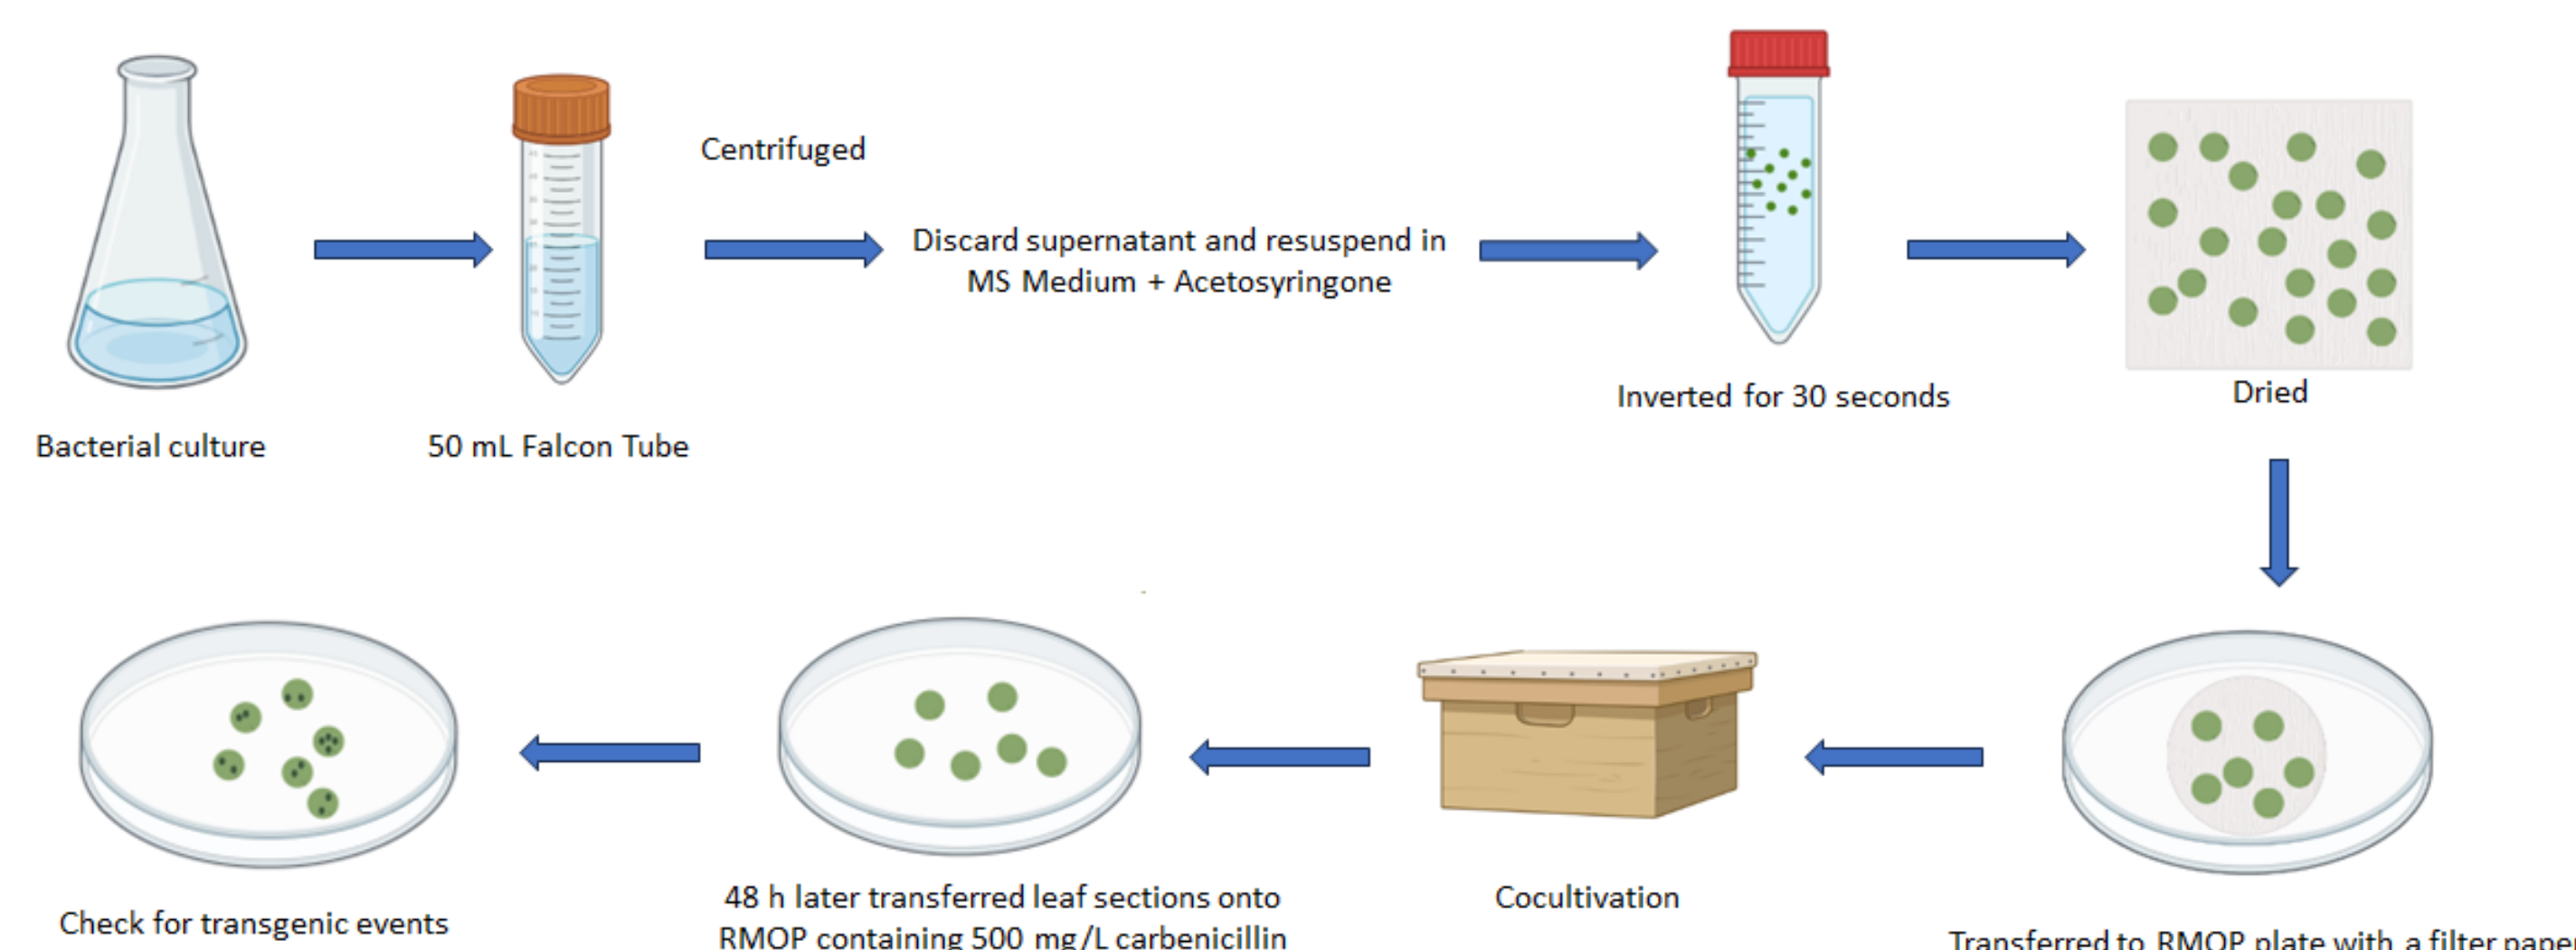 Bacterial culture
50 mL Falcon Tube
Centrifuged
Discard supernatant and resuspend in
MS Medium + Acetosyringone
Inverted for 30 seconds
Dried
Transferred to RMOP plate with a filter paper
Cocultivation
48 h later transferred leaf sections onto
RMOP containing 500 mg/L carbenicillin
Check for transgenic events